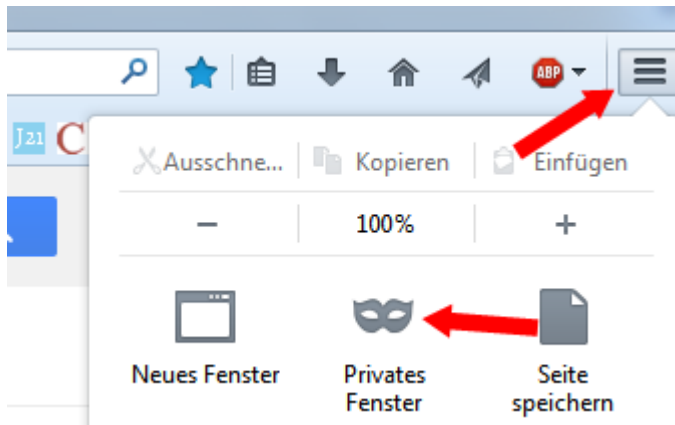 ABP
J21 C
Ausschne... Kopieren Einfügen
− 100% +
Neues Fenster Privates Fenster Seite speichern